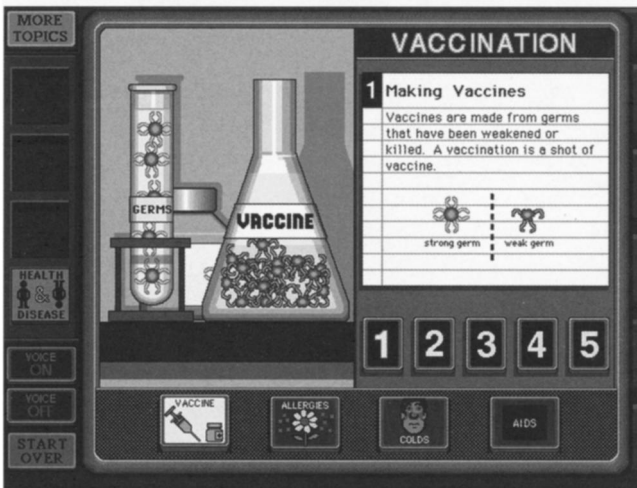 MORE
TOPICS
VACCINATION
1 Making Vaccines
Vaccines are made from germs
that have been weakened or
killed. A vaccination is a shot of
vaccine.
strong germ weak germ
GERMS
VACCINE
HEALTH
&
DISEASE
1 2 3 4 5
VOICE
ON
VOICE
OFF
START
OVER
VACCINE
ALLERGIES
COLDS
AIDS